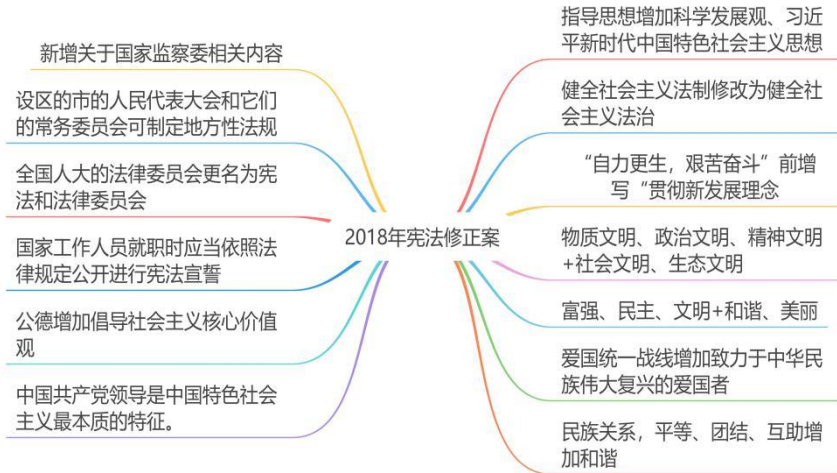 新增关于国家监察委相关内容
设区的市的人民代表大会和它们
的常务委员会可制定地方性法规
全国人大的法律委员会更名为宪
法和法律委员会
国家工作人员就职时应当依照法
律规定公开进行宪法宣誓
公德增加倡导社会主义核心价值
观
中国共产党领导是中国特色社会
主义最本质的特征。
2018年宪法修正案
指导思想增加科学发展观、习近
平新时代中国特色社会主义思想
健全社会主义法制修改为健全社
会主义法治
“自力更生，艰苦奋斗”前增
写“贯彻新发展理念
物质文明、政治文明、精神文明
+社会文明、生态文明
富强、民主、文明+和谐、美丽
爱国统一战线增加致力于中华民
族伟大复兴的爱国者
民族关系，平等、团结、互助增
加和谐